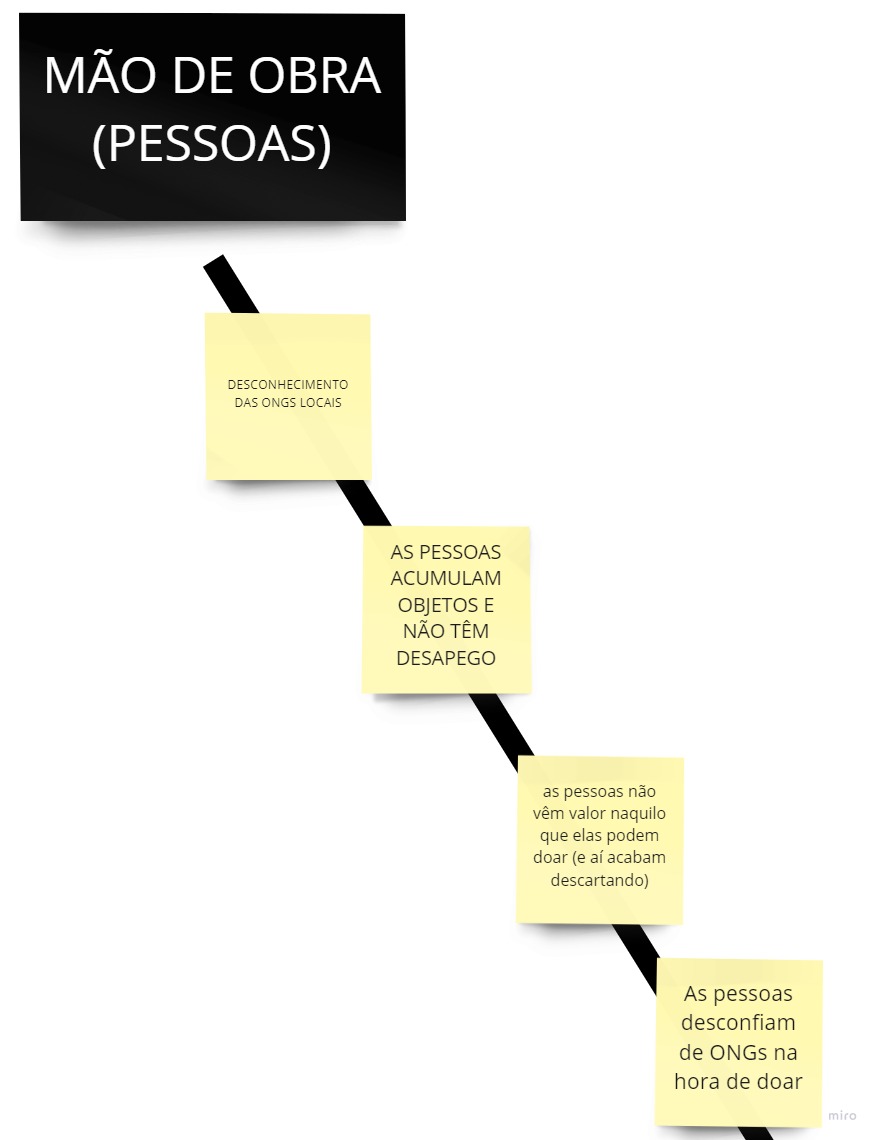 MÃO DE OBRA
(PESSOAS)
DESCONHECIMENTO
DAS ONGS LOCAIS
AS PESSOAS
ACUMULAM
OBJETOS E
NÃO TÊM
DESAPEGO
as pessoas não
vêm valor naquilo
que elas podem
doar (e aí acabam
descartando)
As pessoas
desconfiam
de ONGs na
hora de doar
miro